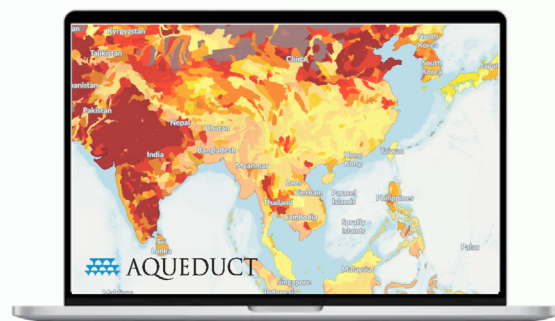 Kyrgyzstan
North
Korea
Tajikistan
China
South
Korea
Pakistan
Nepal
Bhutan
India
Bangladesh
Myanmar
Hong
Kong
Taiwan
Laos
Vietnam
Paracel
Islands
Thailand
Philippines
Cambodia
Spratly
Islands
Sri
Lanka
Palau
AQUEDUCT
Malaysia
Singapore